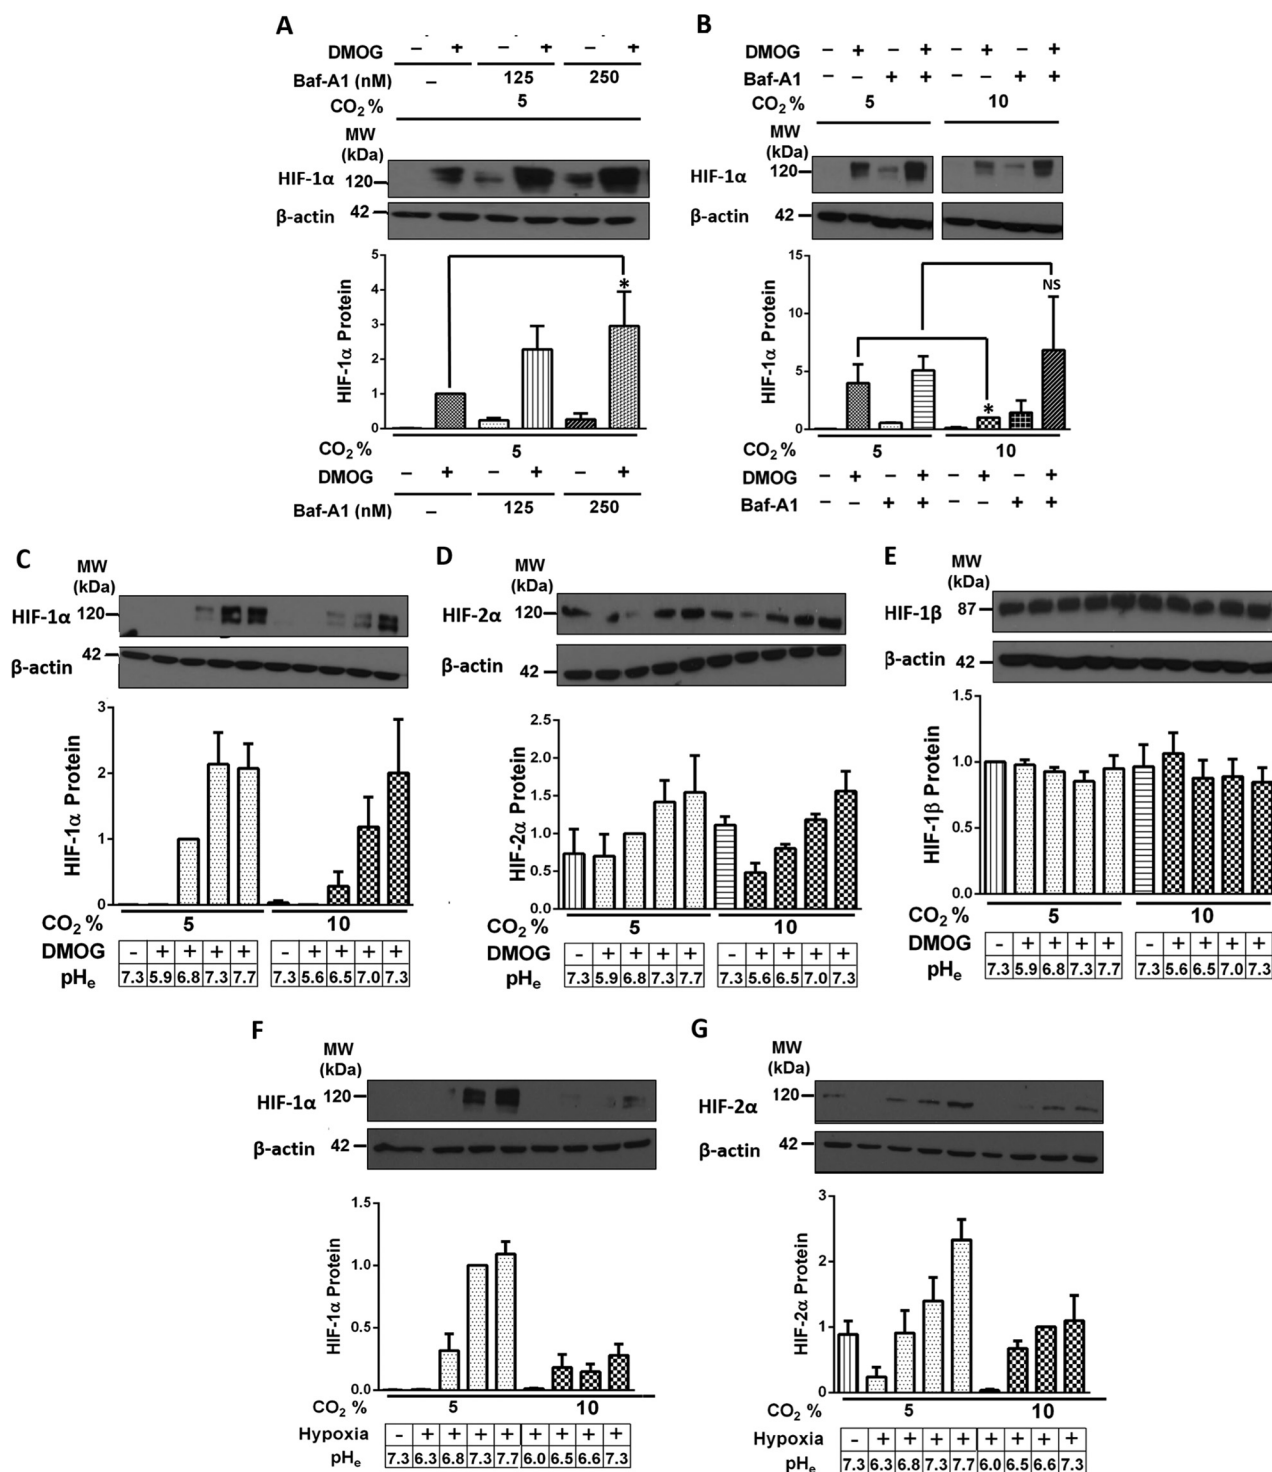 A
DMOG – + – + – +
Baf-A1 (nM) – 125 250
CO2 % 5
MW
(kDa)
HIF-1α 120
β-actin 42
HIF-1α Protein
5
4
3
2
1
0
*
CO2 % 5
DMOG – + – + – +
Baf-A1 (nM) – 125 250
B
DMOG – + – + – + – +
Baf-A1 – – + + – – + +
CO2 % 5 10
MW
(kDa)
HIF-1α 120
β-actin 42
HIF-1α Protein
15
10
5
0
* NS
CO2 % 5 10
DMOG – + – + – + – +
Baf-A1 – – + + – – + +
C
MW
(kDa)
HIF-1α 120
β-actin 42
HIF-1α Protein
3
2
1
0
CO2 % 5 10
DMOG - + + + + - + + + +
pHe 7.3 5.9 6.8 7.3 7.7 7.3 5.6 6.5 7.0 7.3
D
MW
(kDa)
HIF-2α 120
β-actin 42
HIF-2α Protein
2.5
2.0
1.5
1.0
0.5
0.0
CO2 % 5 10
DMOG - + + + + - + + + +
pHe 7.3 5.9 6.8 7.3 7.7 7.3 5.6 6.5 7.0 7.3
E
MW
(kDa)
HIF-1β 87
β-actin 42
HIF-1β Protein
1.5
1.0
0.5
0.0
CO2 % 5 10
DMOG - + + + + - + + + +
pHe 7.3 5.9 6.8 7.3 7.7 7.3 5.6 6.5 7.0 7.3
F
MW
(kDa)
HIF-1α 120
β-actin 42
HIF-1α Protein
1.5
1.0
0.5
0.0
CO2 % 5 10
Hypoxia - + + + + + + + +
pHe 7.3 6.3 6.8 7.3 7.7 6.0 6.5 6.6 7.3
G
MW
(kDa)
HIF-2α 120
β-actin 42
HIF-2α Protein
3
2
1
0
CO2 % 5 10
Hypoxia - + + + + + + + +
pHe 7.3 6.3 6.8 7.3 7.7 6.0 6.5 6.6 7.3